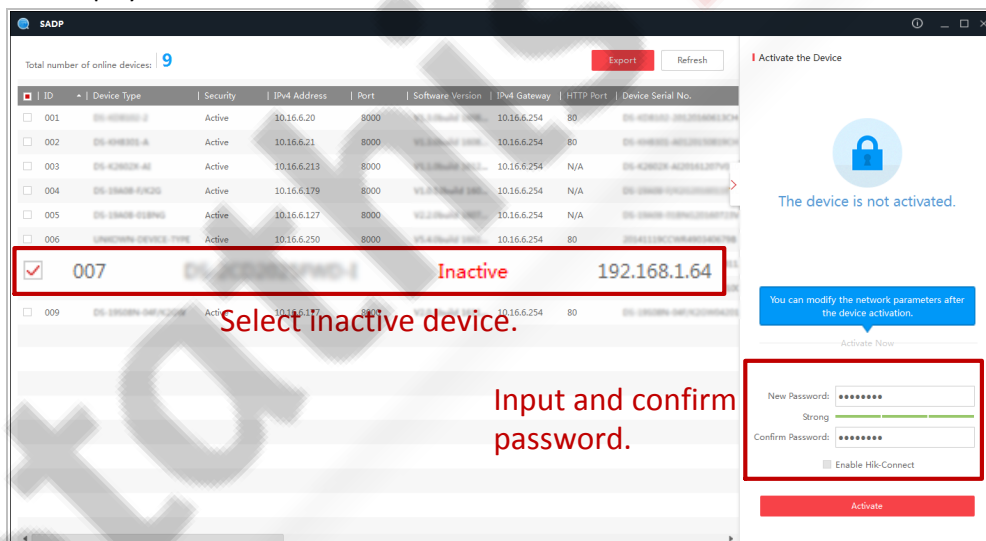 SADP
Total number of online devices: 9
Export
Refresh
ID Device Type Security IPv4 Address Port Software Version IPv4 Gateway HTTP Port Device Serial No.
001 Active 10.16.6.20 8000 10.16.6.254 80
002 Active 10.16.6.21 8000 10.16.6.254 80
003 Active 10.16.6.213 8000 10.16.6.254 N/A
004 Active 10.16.6.179 8000 10.16.6.254 N/A
005 Active 10.16.6.127 8000 10.16.6.254 N/A
006 Active 10.16.6.250 8000 10.16.6.254 80
007 Inactive 192.168.1.64
009 Active 8000 10.16.6.254 80
Select inactive device.
Input and confirm
password.
Activate the Device
The device is not activated.
You can modify the network parameters after
the device activation.
Activate Now
New Password:
Strong
Confirm Password:
Enable Hik-Connect
Activate